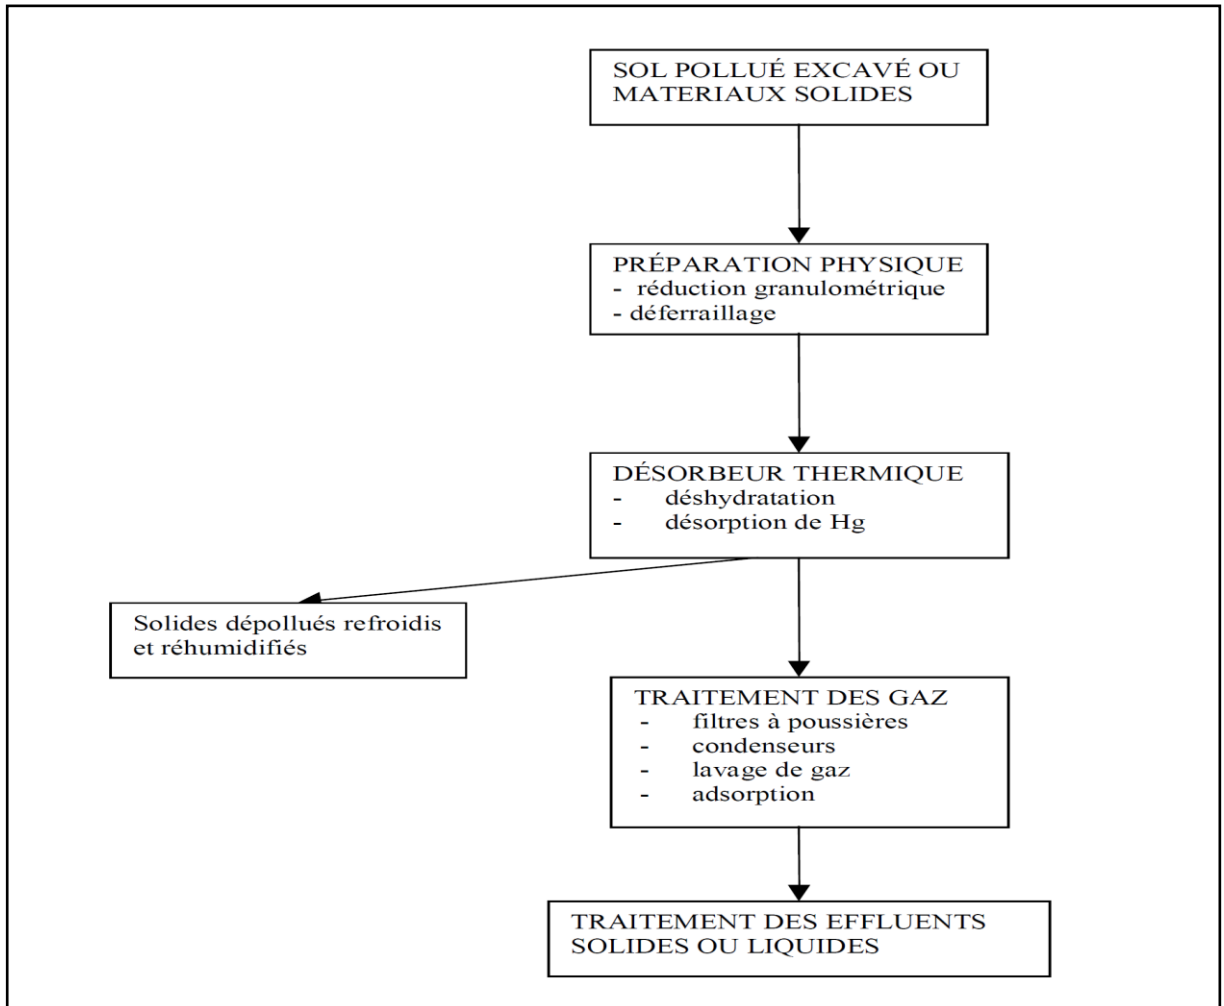 SOL POLLUÉ EXCAVÉ OU
MATERIAUX SOLIDES
PRÉPARATION PHYSIQUE
- réduction granulométrique
- déferraillage
DÉSORBEUR THERMIQUE
- déshydratation
- désorption de Hg
Solides dépollués refroidis
et réhumidifiés
TRAITEMENT DES GAZ
- filtres à poussières
- condenseurs
- lavage de gaz
- adsorption
TRAITEMENT DES EFFLUENTS
SOLIDES OU LIQUIDES